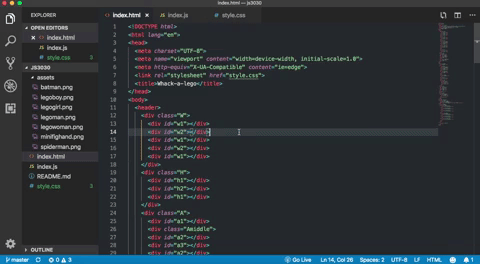 index.html — js3030
EXPLORER
OPEN EDITORS
index.html
index.js
style.css 3
JS3030
assets
batman.png
legoboy.png
legogirl.png
legoman.png
legowoman.png
minifighand.png
spiderman.png
index.html
index.js
README.md
style.css 3
OUTLINE
index.html
index.js
style.css
1 <!DOCTYPE html>
2 <html lang="en">
3 <head>
4 <meta charset="UTF-8">
5 <meta name="viewport" content="width=device-width, initial-scale=1.0">
6 <meta http-equiv="X-UA-Compatible" content="ie=edge">
7 <link rel="stylesheet" href="style.css">
8 <title>Whack-a-lego</title>
9 </head>
10 <body>
11 <header>
12 <div class="W">
13 <div id="w1"></div>
14 <div id="w2"></div>
15 <div id="w1"></div>
16 <div id="w2"></div>
17 <div id="w3"></div>
18 </div>
19 <div class="H">
20 <div id="h1"></div>
21 <div id="h2"></div>
22 <div id="h1"></div>
23 </div>
24 <div class="A">
25 <div id="a1"></div>
26 <div class="Amiddle">
27 <div id="a2"></div>
28 <div id="a3"></div>
master 0 3 Go Live Ln 14, Col 26 Spaces: 2 UTF-8 LF HTML 1